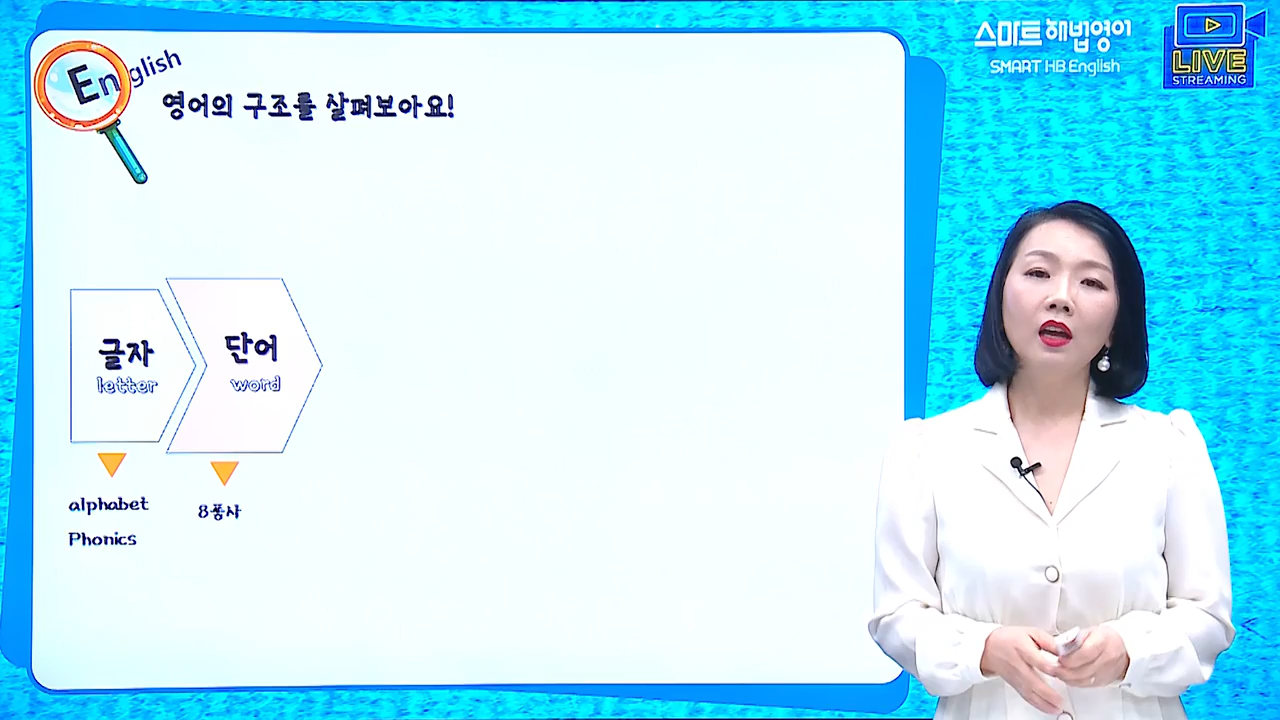 English
영어의 구조를 살펴보아요!
글자
letter
단어
word
alphabet
Phonics
8품사
스마트 해법영어
SMART HB English
LIVE
STREAMING